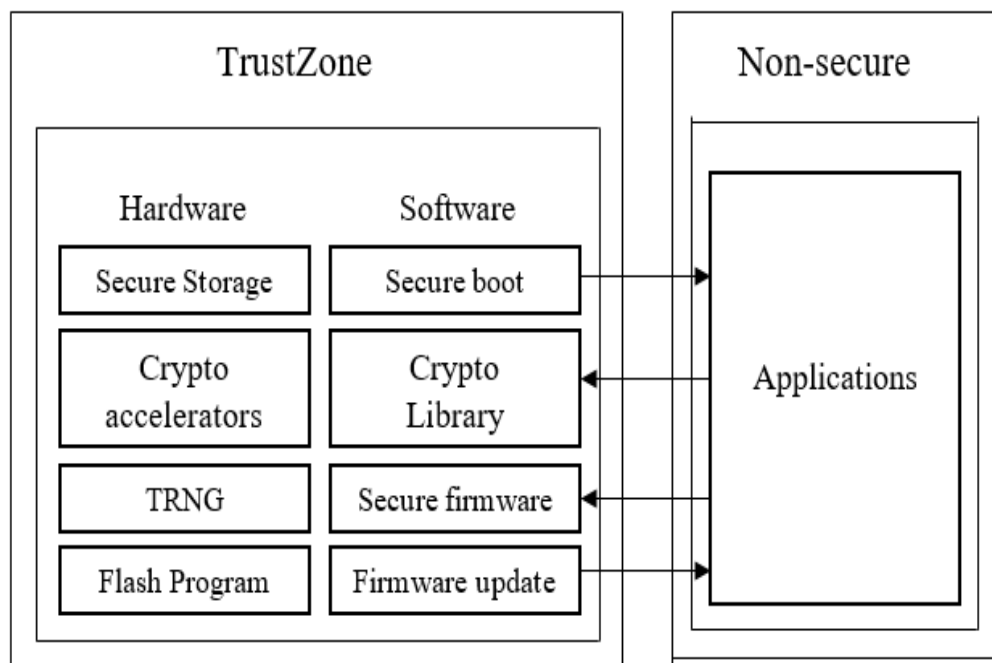 TrustZone
Non-secure
Hardware
Software
Secure Storage
Secure boot
Crypto
accelerators
Crypto
Library
Applications
TRNG
Secure firmware
Flash Program
Firmware update